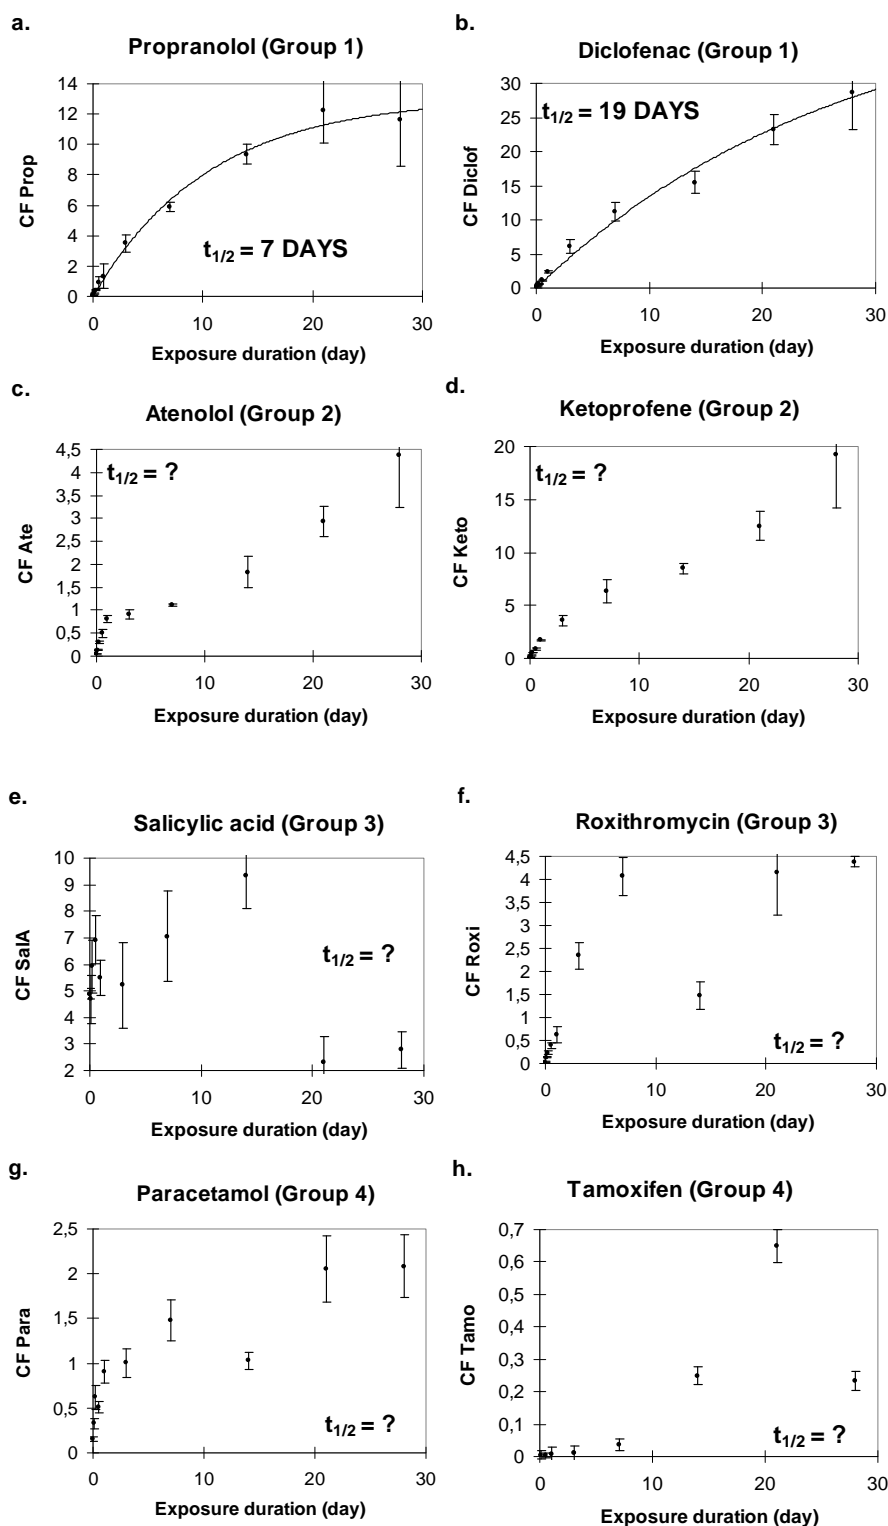 a.
Propranolol (Group 1)
14
12
10
8
6
4
2
0
CF Prop
t1/2 = 7 DAYS
0 10 20 30
Exposure duration (day)
b.
Diclofenac (Group 1)
30
25
20
15
10
5
0
CF Diclof
t1/2 = 19 DAYS
0 10 20 30
Exposure duration (day)
c.
Atenolol (Group 2)
4,5
4
3,5
3
2,5
2
1,5
1
0,5
0
CF Ate
t1/2 = ?
0 10 20 30
Exposure duration (day)
d.
Ketoprofene (Group 2)
20
15
10
5
0
CF Keto
t1/2 = ?
0 10 20 30
Exposure duration (day)
e.
Salicylic acid (Group 3)
10
9
8
7
6
5
4
3
2
CF SalA
t1/2 = ?
0 10 20 30
Exposure duration (day)
f.
Roxithromycin (Group 3)
4,5
4
3,5
3
2,5
2
1,5
1
0,5
0
CF Roxi
t1/2 = ?
0 10 20 30
Exposure duration (day)
g.
Paracetamol (Group 4)
2,5
2
1,5
1
0,5
0
CF Para
t1/2 = ?
0 10 20 30
Exposure duration (day)
h.
Tamoxifen (Group 4)
0,7
0,6
0,5
0,4
0,3
0,2
0,1
0
CF Tamo
t1/2 = ?
0 10 20 30
Exposure duration (day)